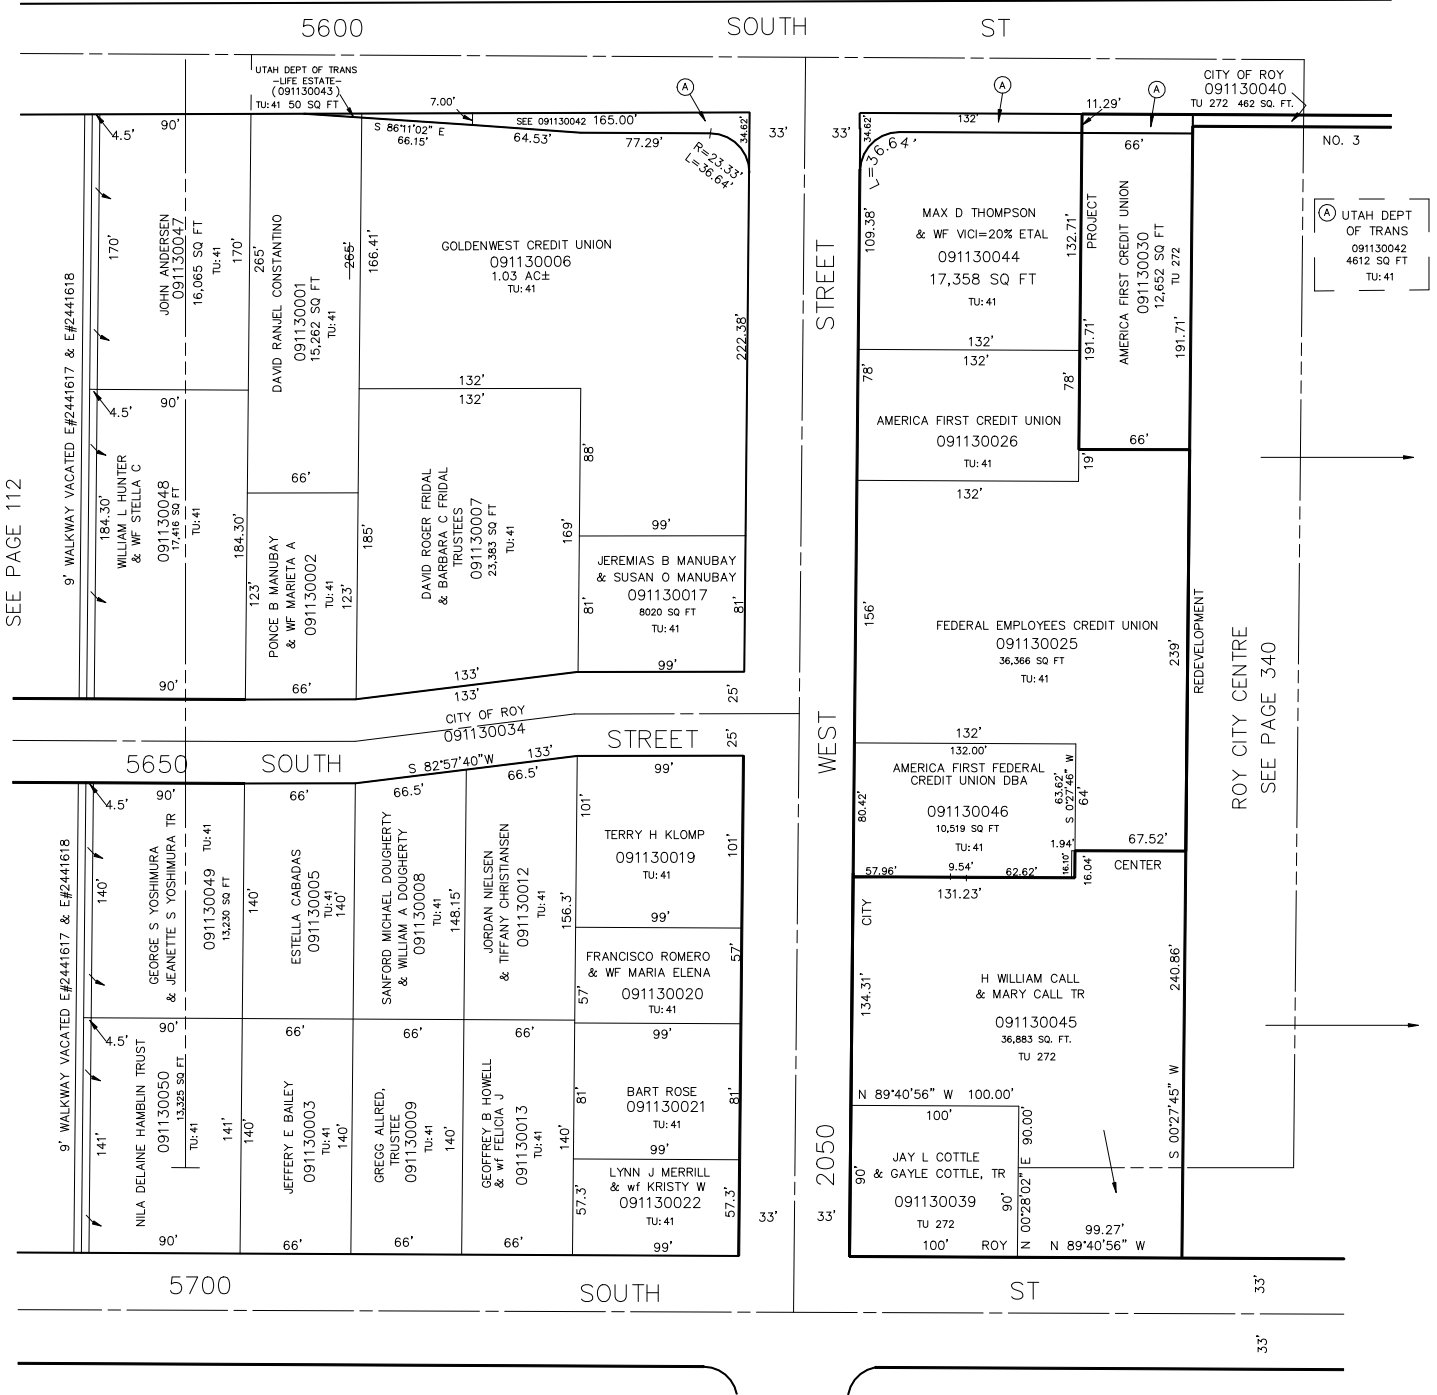 5600 SOUTH ST
UTAH DEPT OF TRANS
-LIFE ESTATE-
(091130043)
TU: 41 50 SQ FT
7.00'
SEE 091130042 165.00'
S 86°11'02" E
66.15'
64.53'
77.29'
34.62'
R=23.33'
L=36.64'
A
33'
33'
34.62'
L=36.64'
132'
A
A
11.29'
66'
CITY OF ROY
091130040
TU 272 462 SQ. FT.
NO. 3
A UTAH DEPT
OF TRANS
091130042
4612 SQ FT
TU: 41
SEE PAGE 112
9' WALKWAY VACATED E#2441617 & E#2441618
90'
4.5'
170'
JOHN ANDERSEN
091130047
16,065 SQ FT
TU: 41
170'
265'
DAVID RANJEL CONSTANTINO
091130001
15,262 SQ FT
TU: 41
265'
166.41'
66'
GOLDENWEST CREDIT UNION
091130006
1.03 AC±
TU: 41
222.38'
132'
132'
88'
90'
4.5'
184.30'
WILLIAM L HUNTER
& WF STELLA C
091130048
17,416 SQ FT
TU: 41
184.30'
90'
123'
PONCE B MANUBAY
& WF MARIETA A
091130002
TU: 41
123'
66'
185'
DAVID ROGER FRIDAL
& BARBARA C FRIDAL
TRUSTEES
091130007
23,383 SQ FT
TU: 41
169'
133'
133'
99'
JEREMIAS B MANUBAY
& SUSAN O MANUBAY
091130017
8020 SQ FT
TU: 41
81'
81'
99'
25'
25'
CITY OF ROY
091130034
5650 SOUTH STREET
S 82°57'40"W
133'
STREET
WEST
2050
109.38'
MAX D THOMPSON
& WF VICI=20% ETAL
091130044
17,358 SQ FT
TU: 41
132.71'
132'
PROJECT
191.71'
AMERICA FIRST CREDIT UNION
091130030
12,652 SQ FT
TU 272
191.71'
66'
132'
78'
78'
AMERICA FIRST CREDIT UNION
091130026
TU: 41
19'
132'
156'
FEDERAL EMPLOYEES CREDIT UNION
091130025
36,366 SQ FT
TU: 41
239'
REDEVELOPMENT
ROY CITY CENTRE
SEE PAGE 340
132'
132.00'
AMERICA FIRST FEDERAL
CREDIT UNION DBA
091130046
10,519 SQ FT
TU: 41
80.42'
63.62'
S 0°27'46" W
64'
1.94'
16.10'
16.04'
67.52'
CENTER
57.96'
9.54'
62.62'
131.23'
CITY
134.31'
H WILLIAM CALL
& MARY CALL TR
091130045
36,883 SQ. FT.
TU 272
240.86'
S 00°27'45" W
N 89°40'56" W 100.00'
100'
90'
JAY L COTTLE
& GAYLE COTTLE, TR
091130039
TU 272
90'
N 00°28'02" E 90.00'
100'
ROY
99.27'
N 89°40'56" W
9' WALKWAY VACATED E#2441617 & E#2441618
90'
4.5'
140'
GEORGE S YOSHIMURA
& JEANETTE S YOSHIMURA TR
091130049 TU: 41
13,230 SQ FT
66'
140'
ESTELLA CABADAS
091130005
TU: 41
140'
66.5'
SANFORD MICHAEL DOUGHERTY
& WILLIAM A DOUGHERTY
091130008
TU: 41
148.15'
66.5'
JORDAN NIELSEN
& TIFFANY CHRISTIANSEN
091130012
TU: 41
156.3'
99'
101'
TERRY H KLOMP
091130019
TU: 41
101'
99'
FRANCISCO ROMERO
& WF MARIA ELENA
091130020
TU: 41
57'
57'
99'
81'
BART ROSE
091130021
TU: 41
81'
99'
LYNN J MERRILL
& wf KRISTY W
091130022
TU: 41
57.3'
57.3'
99'
90'
4.5'
141'
NILA DELAINE HAMBLIN TRUST
091130050
13,325 SQ FT
TU: 41
141'
90'
66'
140'
JEFFERY E BAILEY
091130003
TU: 41
140'
66'
66'
GREGG ALLRED,
TRUSTEE
091130009
TU: 41
140'
66'
66'
GEOFFREY B HOWELL
& wf FELICIA J
091130013
TU: 41
140'
66'
33'
33'
5700 SOUTH ST
33'
33'